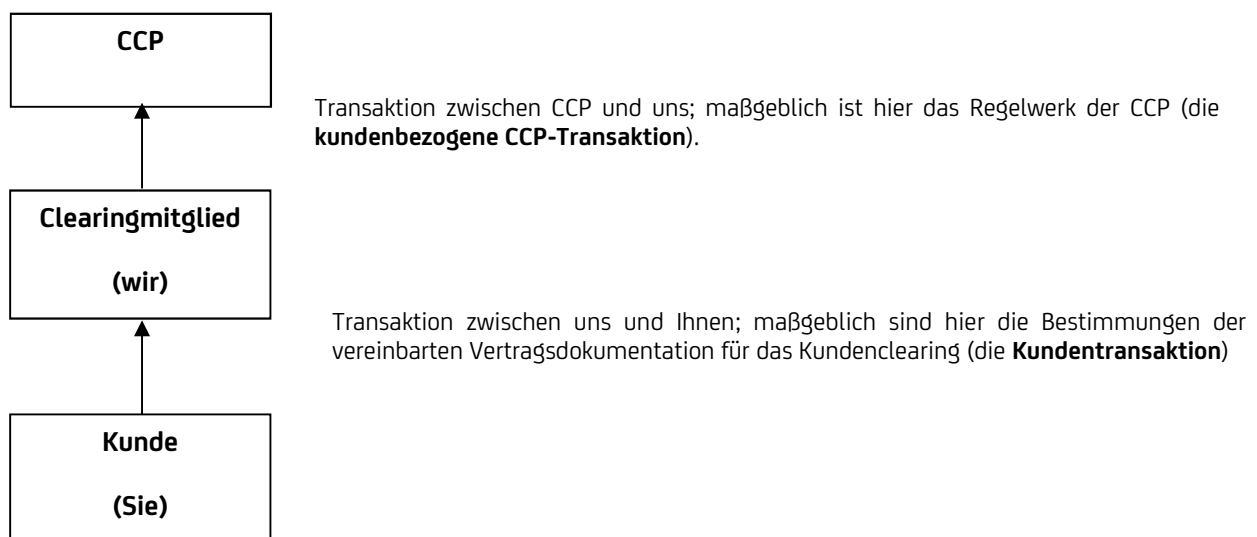 CCP
Transaktion zwischen CCP und uns; maßgeblich ist hier das Regelwerk der CCP (die
kundenbezogene CCP-Transaktion).
Clearingmitglied
(wir)
Transaktion zwischen uns und Ihnen; maßgeblich sind hier die Bestimmungen der
vereinbarten Vertragsdokumentation für das Kundenclearing (die Kundentransaktion)
Kunde
(Sie)